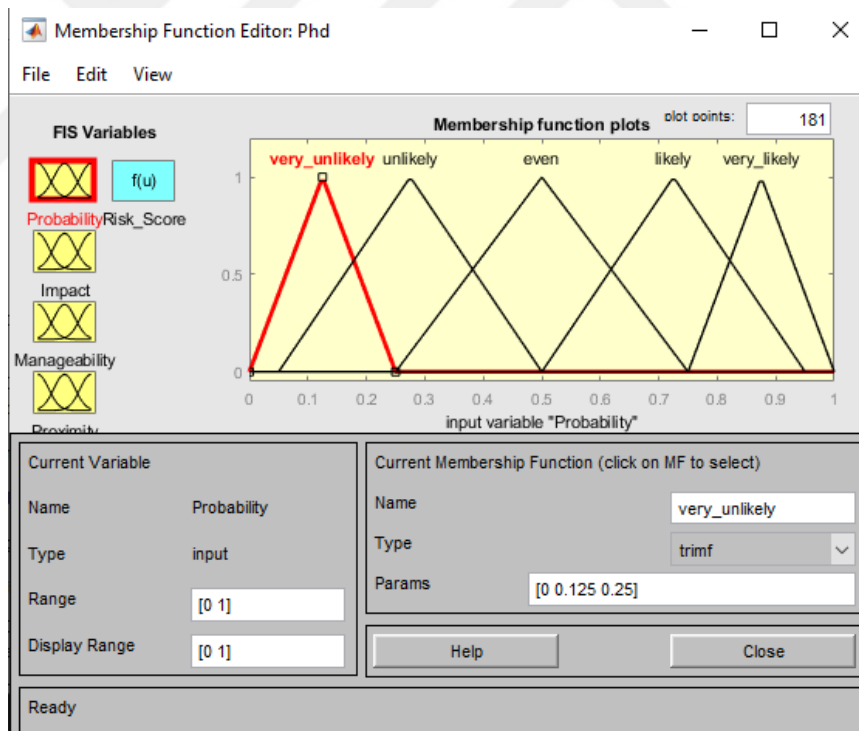 Membership Function Editor: Phd
File Edit View
FIS Variables
f(u)
Probability Risk_Score
Impact
Manageability
Proximity
Membership function plots
plot points: 181
very_unlikely unlikely even likely very_likely
1
0.5
0
0 0.1 0.2 0.3 0.4 0.5 0.6 0.7 0.8 0.9 1
input variable "Probability"
Current Variable
Name Probability
Type input
Range [0 1]
Display Range [0 1]
Current Membership Function (click on MF to select)
Name very_unlikely
Type trimf
Params [0 0.125 0.25]
Help Close
Ready